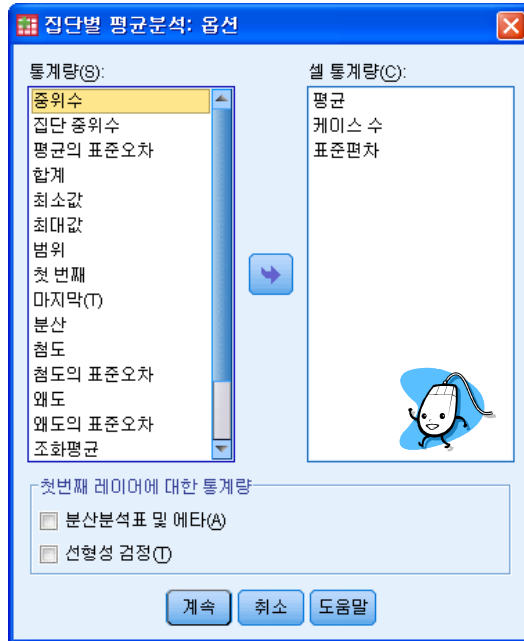 집단별 평균분석: 옵션
통계량(S):
중위수
집단 중위수
평균의 표준오차
합계
최소값
최대값
범위
첫 번째
마지막(T)
분산
첨도
첨도의 표준오차
왜도
왜도의 표준오차
조화평균
셀 통계량(C):
평균
케이스 수
표준편차
첫번째 레이어에 대한 통계량
분산분석표 및 에타(A)
선형성 검정(T)
계속
취소
도움말